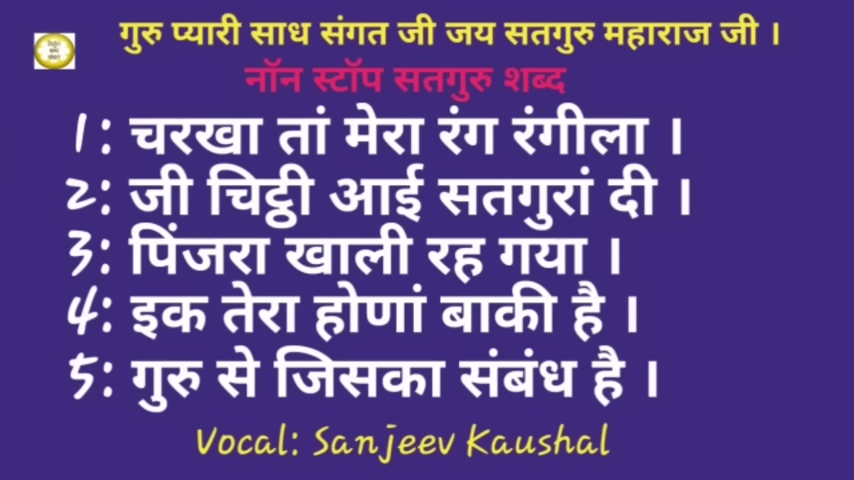 गुरु प्यारी साध संगत जी जय सतगुरु महाराज जी ।
नॉन स्टॉप सतगुरु शब्द
1: चरखा तां मेरा रंग रंगीला ।
2: जी चिट्ठी आई सतगुरां दी ।
3: पिंजरा खाली रह गया ।
4: इक तेरा होणां बाकी है ।
5: गुरु से जिसका संबंध है ।
Vocal: Sanjeev Kaushal